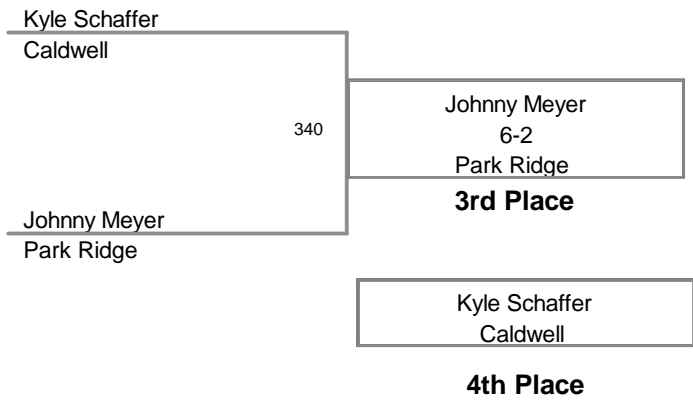 Kyle Schaffer
Caldwell
340
Johnny Meyer
6-2
Park Ridge
3rd Place
Johnny Meyer
Park Ridge
Kyle Schaffer
Caldwell
4th Place